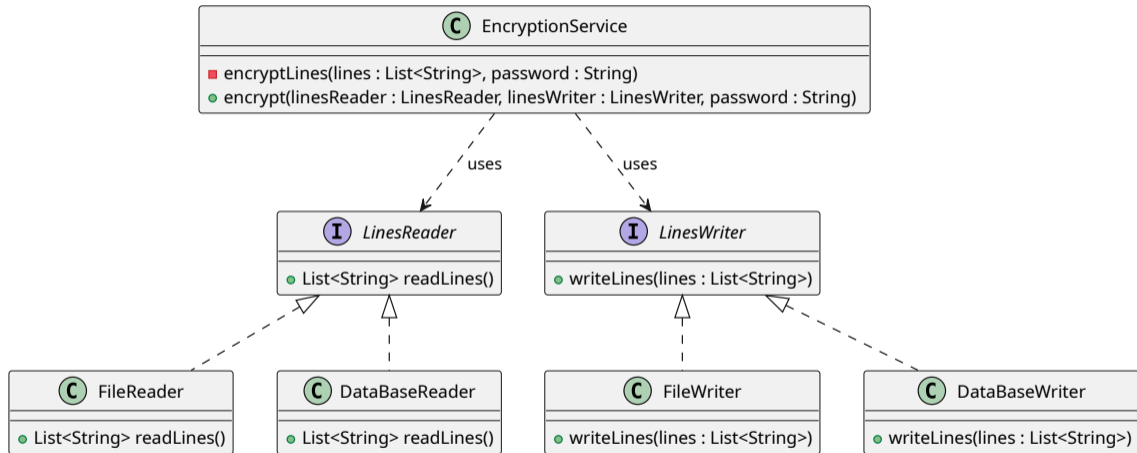 C EncryptionService
encryptLines(lines : List<String>, password : String)
encrypt(linesReader : LinesReader, linesWriter : LinesWriter, password : String)
uses
uses
I LinesReader
List<String> readLines()
I LinesWriter
writeLines(lines : List<String>)
C FileReader
List<String> readLines()
C DataBaseReader
List<String> readLines()
C FileWriter
writeLines(lines : List<String>)
C DataBaseWriter
writeLines(lines : List<String>)